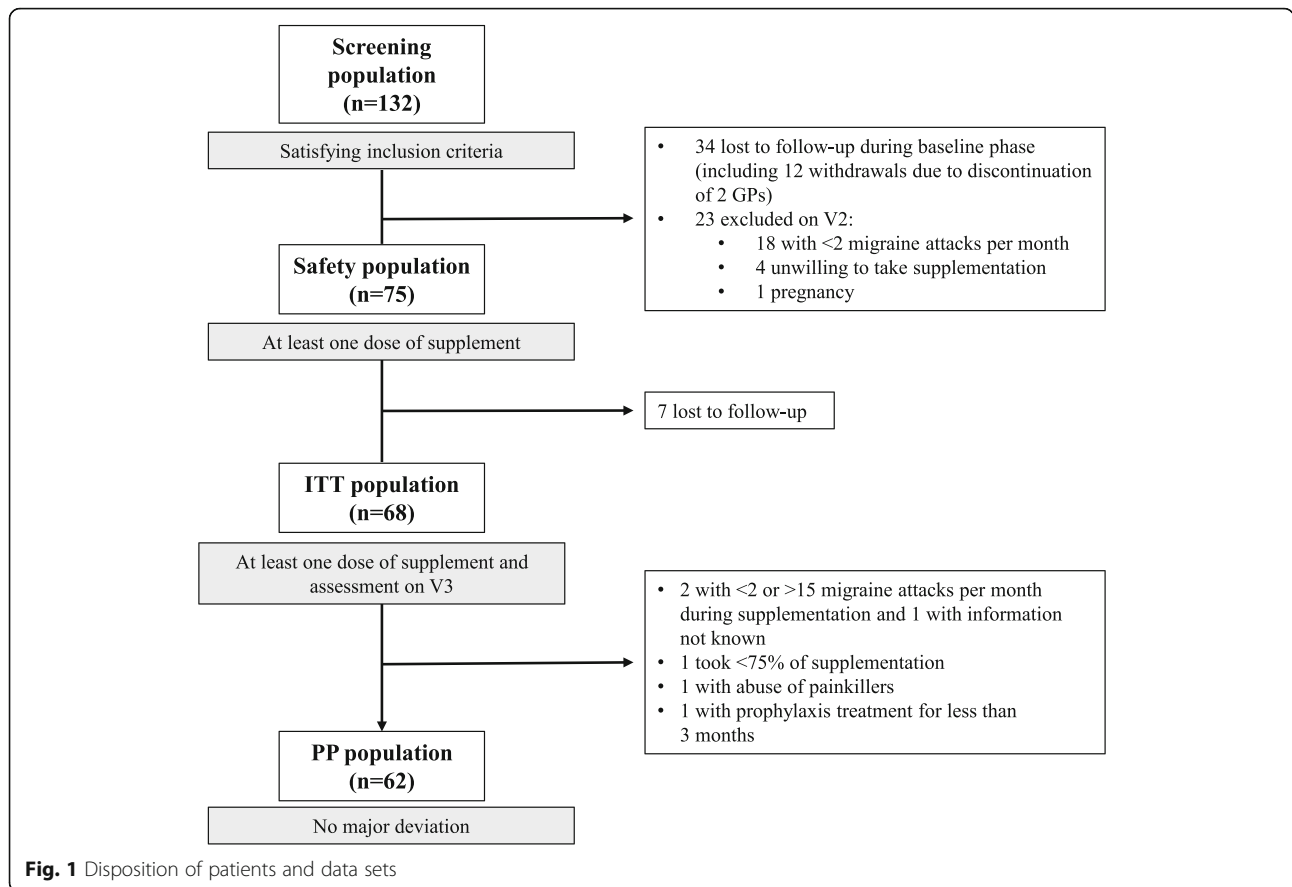 Screening
population
(n=132)
Satisfying inclusion criteria
• 34 lost to follow-up during baseline phase
(including 12 withdrawals due to discontinuation
of 2 GPs)
• 23 excluded on V2:
• 18 with <2 migraine attacks per month
• 4 unwilling to take supplementation
• 1 pregnancy
Safety population
(n=75)
At least one dose of supplement
7 lost to follow-up
ITT population
(n=68)
At least one dose of supplement and
assessment on V3
• 2 with <2 or >15 migraine attacks per month
during supplementation and 1 with information
not known
• 1 took <75% of supplementation
• 1 with abuse of painkillers
• 1 with prophylaxis treatment for less than
3 months
PP population
(n=62)
No major deviation
Fig. 1 Disposition of patients and data sets